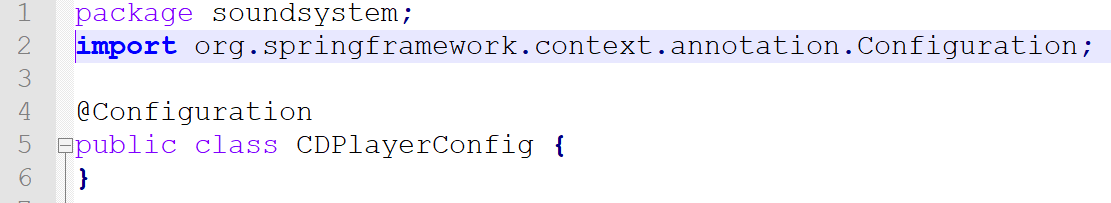 1 package soundsystem;
2 import org.springframework.context.annotation.Configuration;
3
4 @Configuration
5 public class CDPlayerConfig {
6 }